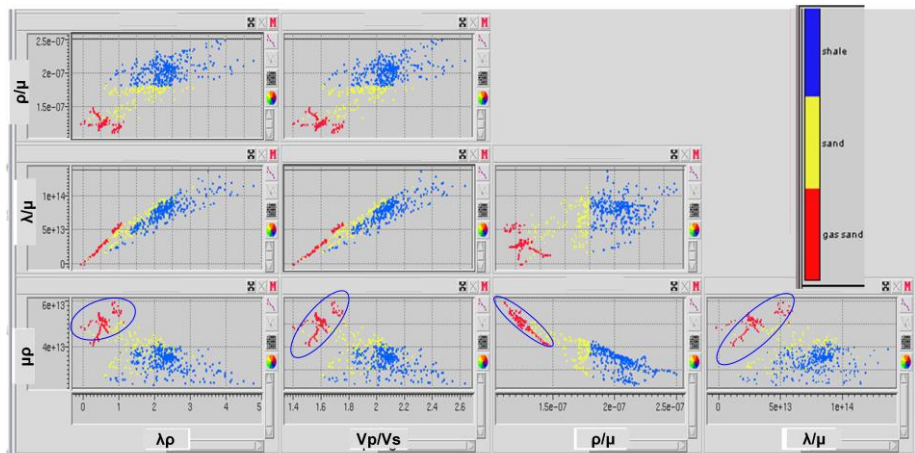 2.5e-07
2e-07
1.5e-07
ρ/μ
M
M
shale
sand
gas sand
1e+14
5e+13
0
λ/μ
M
M
M
6e+13
4e+13
μρ
M
M
M
M
0 1 2 3 4 5
1.4 1.6 1.8 2 2.2 2.4 2.6
1.5e-07 2e-07 2.5e-07
0 5e+13 1e+14
λρ
Vp/Vs
ρ/μ
λ/μ